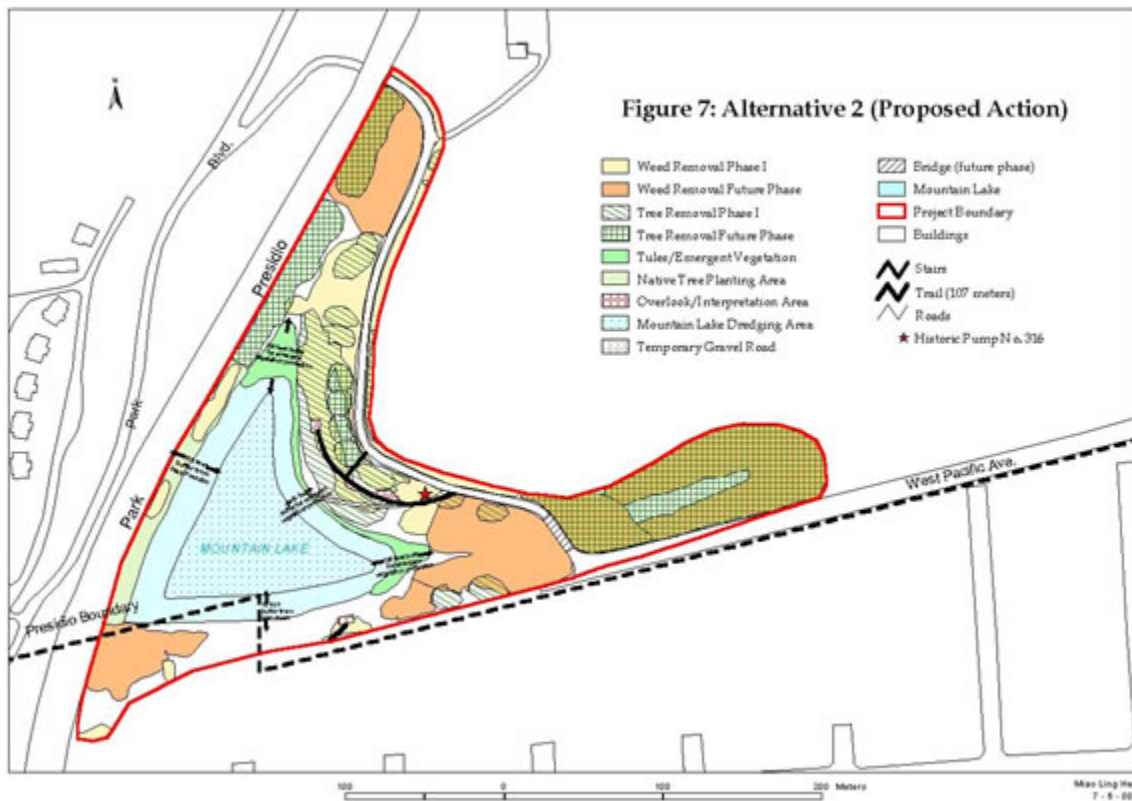 Figure 7: Alternative 2 (Proposed Action)
Weed Removal Phase I
Weed Removal Future Phase
Tree Removal Phase I
Tree Removal Future Phase
Tules/Emergent Vegetation
Native Tree Planting Area
Overlook/Interpretation Area
Mountain Lake Dredging Area
Temporary Gravel Road
Bridge (future phase)
Mountain Lake
Project Boundary
Buildings
Stairs
Trail (107 meters)
Roads
Historic Pump No. 316
N
Blvd.
Presidio
Park
Park
MOUNTAIN LAKE
Presidio Boundary
West Pacific Ave.
100 0 100 200 Meters
Miao Ling He